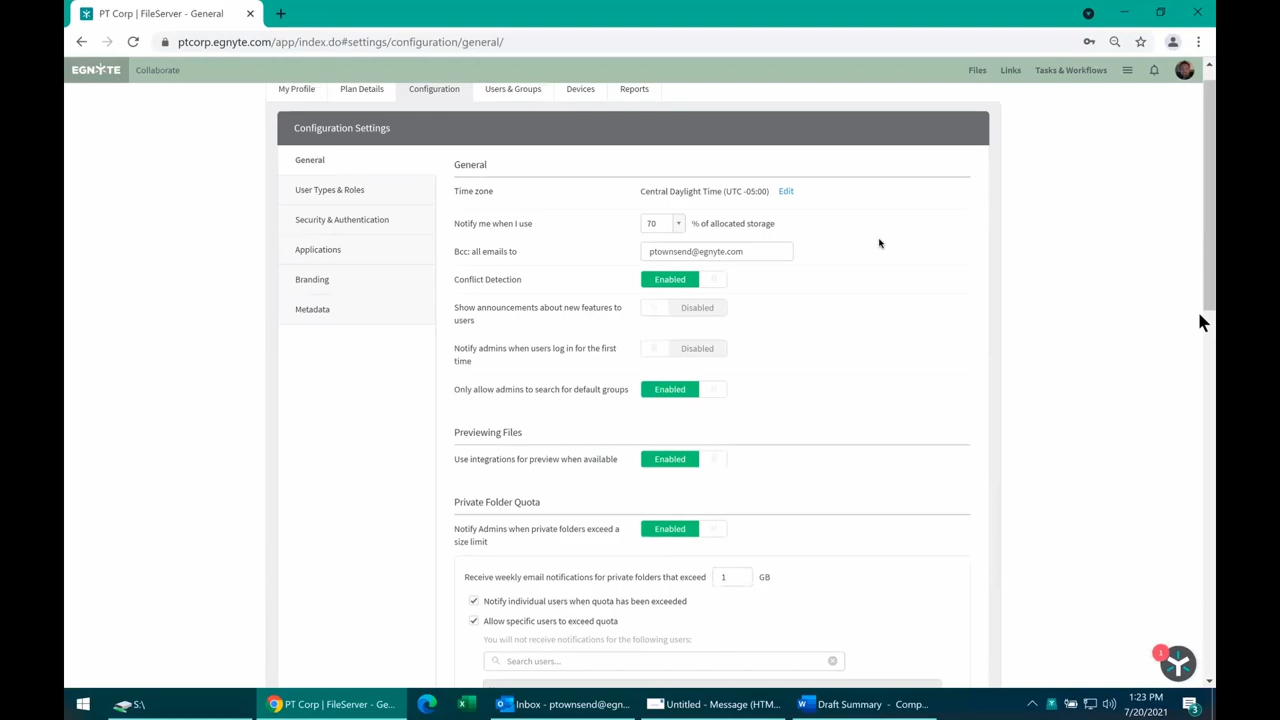 PT Corp | FileServer - General
ptcorp.egnyte.com/app/index.do#settings/configuration/general/
EGNYTE Collaborate Files Links Tasks & Workflows
My Profile Plan Details Configuration Users & Groups Devices Reports
Configuration Settings
General
User Types & Roles
Security & Authentication
Applications
Branding
Metadata
General
Time zone Central Daylight Time (UTC -05:00) Edit
Notify me when I use 70 % of allocated storage
Bcc: all emails to ptownsend@egnyte.com
Conflict Detection Enabled
Show announcements about new features to users Disabled
Notify admins when users log in for the first time Disabled
Only allow admins to search for default groups Enabled
Previewing Files
Use integrations for preview when available Enabled
Private Folder Quota
Notify Admins when private folders exceed a size limit Enabled
Receive weekly email notifications for private folders that exceed 1 GB
Notify individual users when quota has been exceeded
Allow specific users to exceed quota
You will not receive notifications for the following users:
Search users...
1
S:\ PT Corp | FileServer - Ge... Inbox - ptownsend@egn... Untitled - Message (HTM... Draft Summary - Comp... 1:23 PM
7/20/2021 3